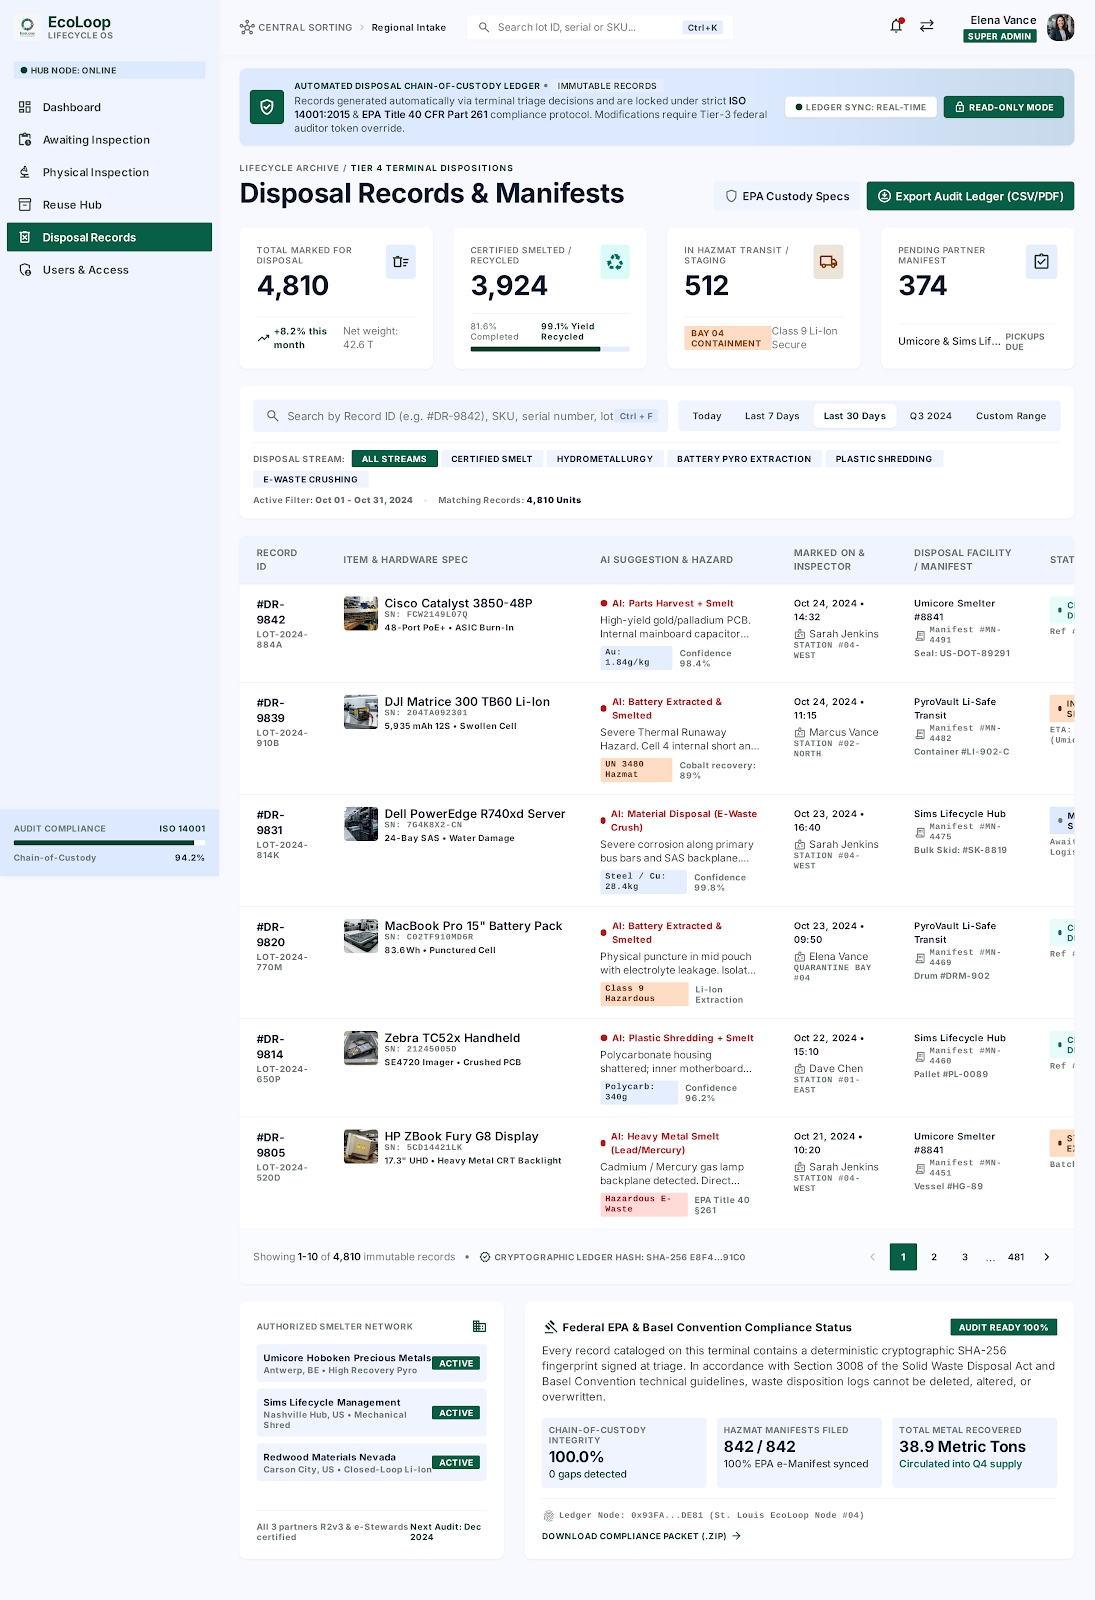 EcoLoop
LIFECYCLE OS
HUB NODE: ONLINE
Dashboard
Awaiting Inspection
Physical Inspection
Reuse Hub
Disposal Records
Users & Access
AUDIT COMPLIANCE ISO 14001
Chain-of-Custody 94.2%
CENTRAL SORTING › Regional Intake
Search lot ID, serial or SKU... Ctrl+K
Elena Vance
SUPER ADMIN
AUTOMATED DISPOSAL CHAIN-OF-CUSTODY LEDGER • IMMUTABLE RECORDS
Records generated automatically via terminal triage decisions and are locked under strict ISO
14001:2015 & EPA Title 40 CFR Part 261 compliance protocol. Modifications require Tier-3 federal
auditor token override.
LEDGER SYNC: REAL-TIME
READ-ONLY MODE
LIFECYCLE ARCHIVE / TIER 4 TERMINAL DISPOSITIONS
Disposal Records & Manifests
EPA Custody Specs
Export Audit Ledger (CSV/PDF)
TOTAL MARKED FOR
DISPOSAL
4,810
+8.2% this
month
Net weight:
42.6 T
CERTIFIED SMELTED /
RECYCLED
3,924
81.6%
Completed
99.1% Yield
Recycled
IN HAZMAT TRANSIT /
STAGING
512
BAY 04
CONTAINMENT
Class 9 Li-Ion
Secure
PENDING PARTNER
MANIFEST
374
Umicore & Sims Lif...
PICKUPS
DUE
Search by Record ID (e.g. #DR-9842), SKU, serial number, lot Ctrl + F
Today Last 7 Days Last 30 Days Q3 2024 Custom Range
DISPOSAL STREAM: ALL STREAMS CERTIFIED SMELT HYDROMETALLURGY BATTERY PYRO EXTRACTION PLASTIC SHREDDING
E-WASTE CRUSHING
Active Filter: Oct 01 - Oct 31, 2024 · Matching Records: 4,810 Units
RECORD
ID
ITEM & HARDWARE SPEC
AI SUGGESTION & HAZARD
MARKED ON &
INSPECTOR
DISPOSAL FACILITY
/ MANIFEST
STAT
#DR-
9842
LOT-2024-
884A
Cisco Catalyst 3850-48P
SN: FCW2149L07Q
48-Port PoE+ • ASIC Burn-In
AI: Parts Harvest + Smelt
High-yield gold/palladium PCB.
Internal mainboard capacitor...
Au:
1.84g/kg
Confidence
98.4%
Oct 24, 2024 •
14:32
Sarah Jenkins
STATION #04-
WEST
Umicore Smelter
#8841
Manifest #MN-
4491
Seal: US-DOT-89291
C
D
Ref #
#DR-
9839
LOT-2024-
910B
DJI Matrice 300 TB60 Li-Ion
SN: 204TA092301
5,935 mAh 12S • Swollen Cell
AI: Battery Extracted &
Smelted
Severe Thermal Runaway
Hazard. Cell 4 internal short an...
UN 3480
Hazmat
Cobalt recovery:
89%
Oct 24, 2024 •
11:15
Marcus Vance
STATION #02-
NORTH
PyroVault Li-Safe
Transit
Manifest #MN-
4482
Container #LI-902-C
IN
S
ETA:
(Umic
#DR-
9831
LOT-2024-
814K
Dell PowerEdge R740xd Server
SN: 7G4K8X2-CN
24-Bay SAS • Water Damage
AI: Material Disposal (E-Waste
Crush)
Severe corrosion along primary
bus bars and SAS backplane....
Steel / Cu:
28.4kg
Confidence
99.8%
Oct 23, 2024 •
16:40
Sarah Jenkins
STATION #04-
WEST
Sims Lifecycle Hub
Manifest #MN-
4475
Bulk Skid: #SK-8819
M
S
Await
Logis
#DR-
9820
LOT-2024-
770M
MacBook Pro 15" Battery Pack
SN: C02TF910MD6R
83.6Wh • Punctured Cell
AI: Battery Extracted &
Smelted
Physical puncture in mid pouch
with electrolyte leakage. Isolat...
Class 9
Hazardous
Li-Ion
Extraction
Oct 23, 2024 •
09:50
Elena Vance
QUARANTINE BAY
#04
PyroVault Li-Safe
Transit
Manifest #MN-
4469
Drum #DRM-902
C
D
Ref #
#DR-
9814
LOT-2024-
650P
Zebra TC52x Handheld
SN: 21245005D
SE4720 Imager • Crushed PCB
AI: Plastic Shredding + Smelt
Polycarbonate housing
shattered; inner motherboard...
Polycarb:
340g
Confidence
96.2%
Oct 22, 2024 •
15:10
Dave Chen
STATION #01-
EAST
Sims Lifecycle Hub
Manifest #MN-
4460
Pallet #PL-0089
C
D
Ref #
#DR-
9805
LOT-2024-
520D
HP ZBook Fury G8 Display
SN: 5CD14421LK
17.3" UHD • Heavy Metal CRT Backlight
AI: Heavy Metal Smelt
(Lead/Mercury)
Cadmium / Mercury gas lamp
backplane detected. Direct...
Hazardous E-
Waste
EPA Title 40
§261
Oct 21, 2024 •
10:20
Sarah Jenkins
STATION #04-
WEST
Umicore Smelter
#8841
Manifest #MN-
4451
Vessel #HG-89
S
E
Batch
Showing 1-10 of 4,810 immutable records • CRYPTOGRAPHIC LEDGER HASH: SHA-256 E8F4...91C0
‹ 1 2 3 ... 481 ›
AUTHORIZED SMELTER NETWORK
Umicore Hoboken Precious Metals
Antwerp, BE • High Recovery Pyro
ACTIVE
Sims Lifecycle Management
Nashville Hub, US • Mechanical
Shred
ACTIVE
Redwood Materials Nevada
Carson City, US • Closed-Loop Li-Ion
ACTIVE
All 3 partners R2v3 & e-Stewards
certified
Next Audit: Dec
2024
Federal EPA & Basel Convention Compliance Status
AUDIT READY 100%
Every record cataloged on this terminal contains a deterministic cryptographic SHA-256
fingerprint signed at triage. In accordance with Section 3008 of the Solid Waste Disposal Act and
Basel Convention technical guidelines, waste disposition logs cannot be deleted, altered, or
overwritten.
CHAIN-OF-CUSTODY
INTEGRITY
100.0%
0 gaps detected
HAZMAT MANIFESTS FILED
842 / 842
100% EPA e-Manifest synced
TOTAL METAL RECOVERED
38.9 Metric Tons
Circulated into Q4 supply
Ledger Node: 0x93FA...DE81 (St. Louis EcoLoop Node #04)
DOWNLOAD COMPLIANCE PACKET (.ZIP) →